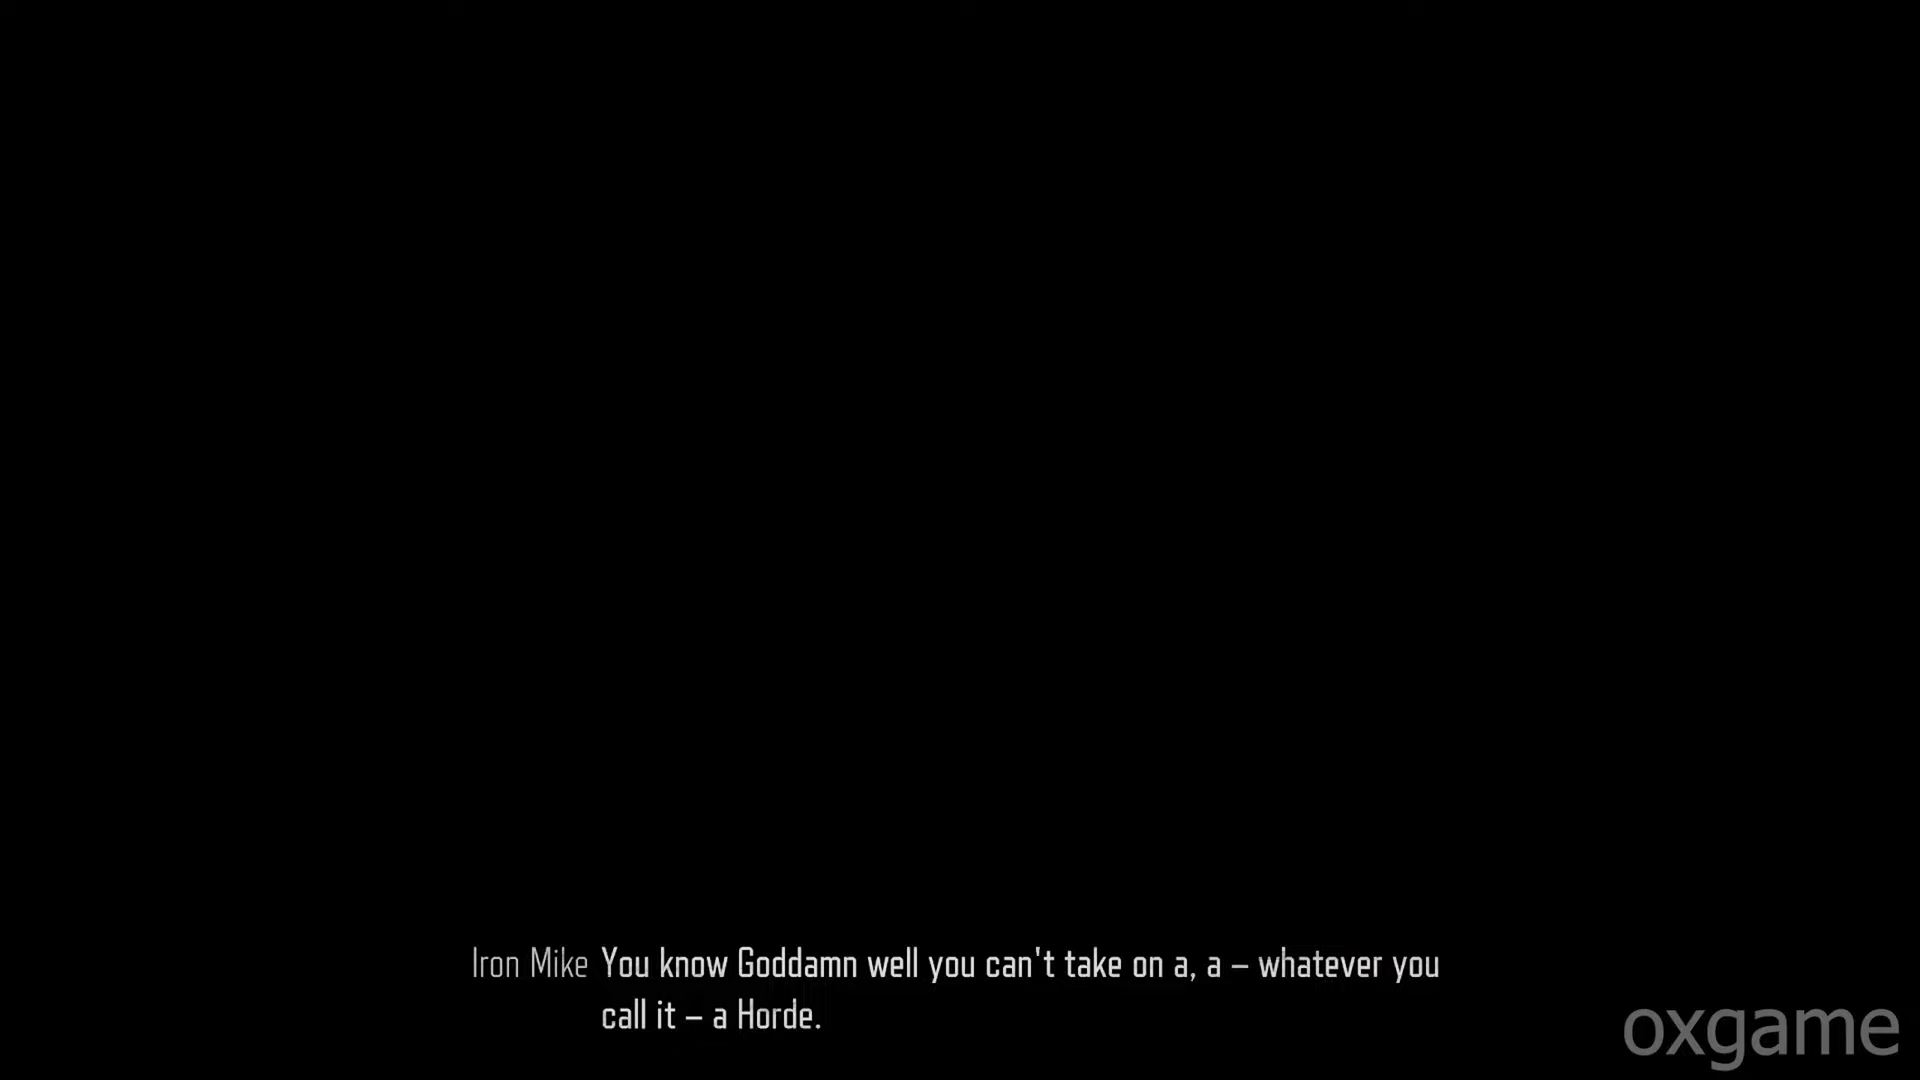 Iron Mike You know Goddamn well you can't take on a, a – whatever you
call it – a Horde.
oxgame